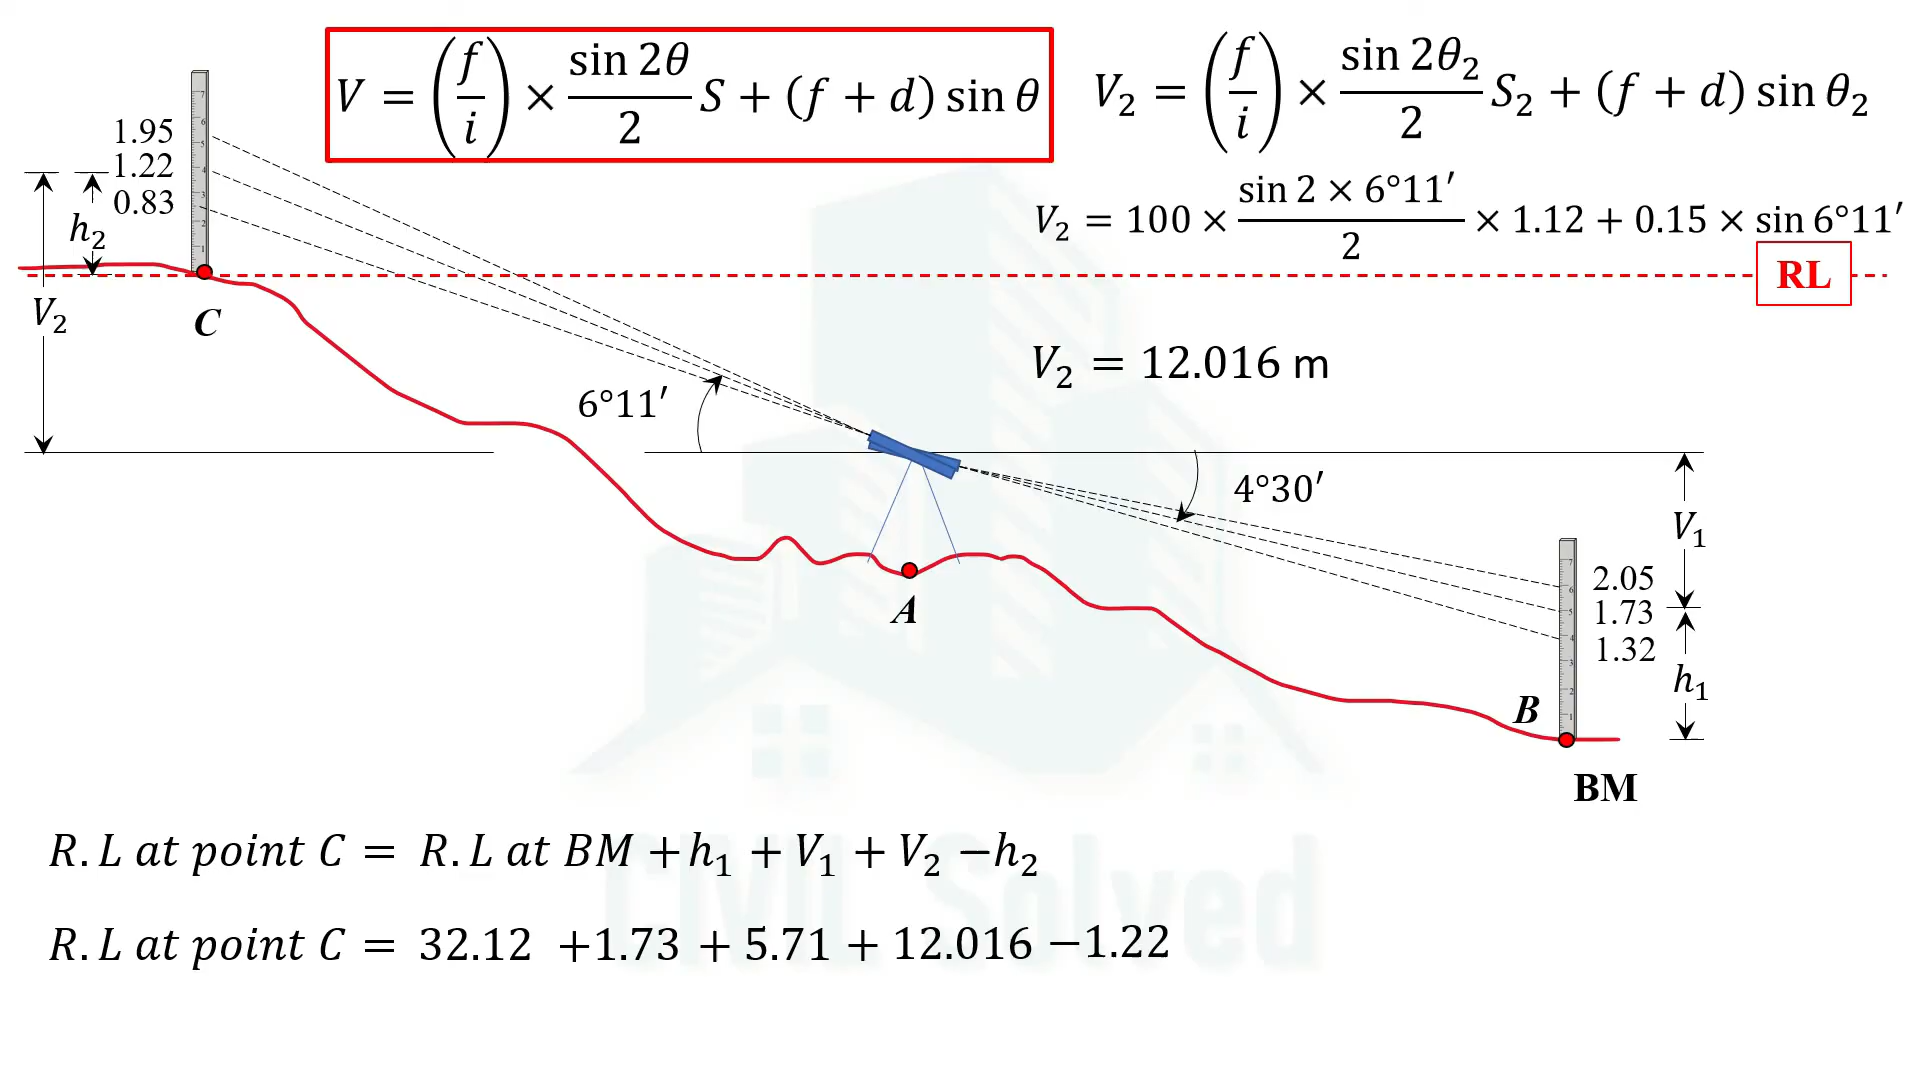 V = (f/i) × sin 2θ/2 S + (f + d) sin θ
V₂ = (f/i) × sin 2θ₂/2 S₂ + (f + d) sin θ₂
V₂ = 100 × sin 2 × 6°11′/2 × 1.12 + 0.15 × sin 6°11′
RL
V₂ = 12.016 m
1.95
1.22
0.83
h₂
V₂
C
6°11′
4°30′
A
V₁
2.05
1.73
1.32
h₁
B
BM
R.L at point C = R.L at BM +h₁ + V₁ + V₂ −h₂
R.L at point C = 32.12 +1.73 + 5.71 + 12.016 −1.22
CIVIL Solved